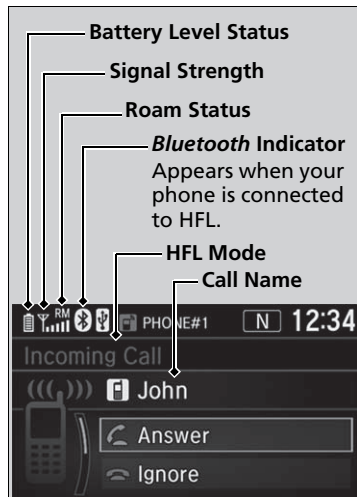 Battery Level Status
Signal Strength
Roam Status
Bluetooth Indicator
Appears when your
phone is connected
to HFL.
HFL Mode
Call Name
RM PHONE#1 N 12:34
Incoming Call
John
Answer
Ignore